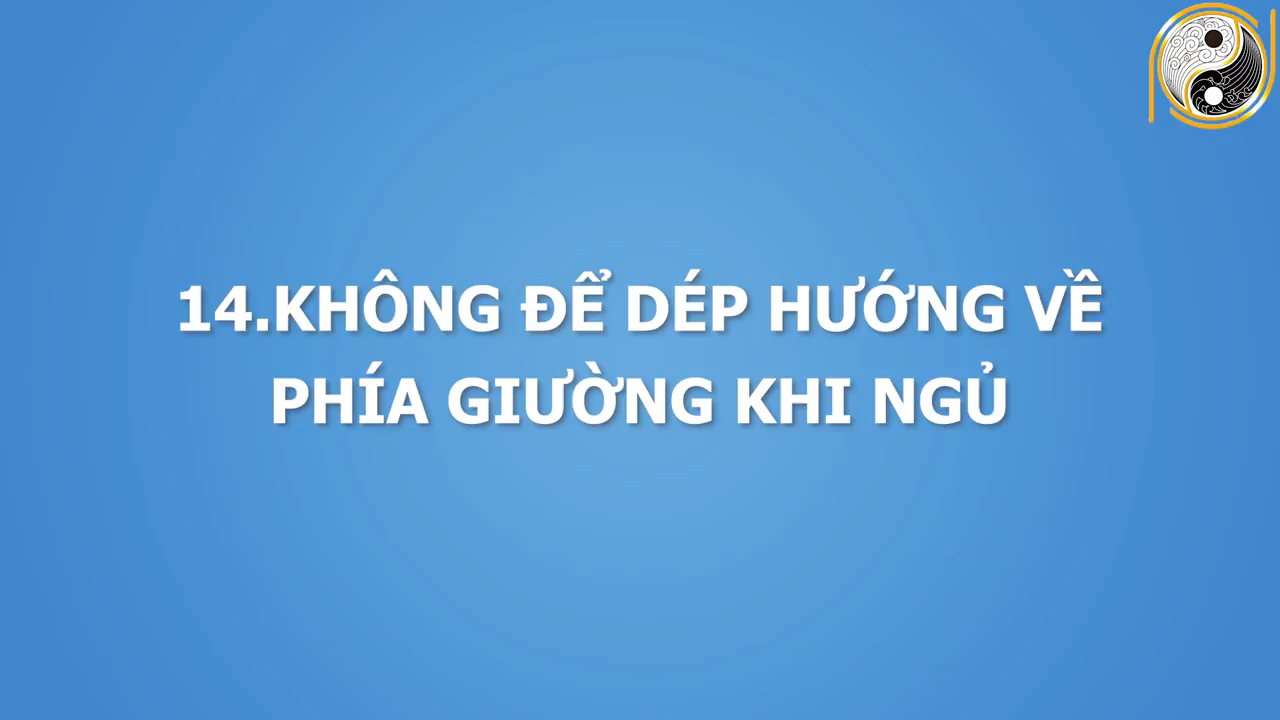 14.KHÔNG ĐỂ DÉP HƯỚNG VỀ
PHÍA GIƯỜNG KHI NGỦ